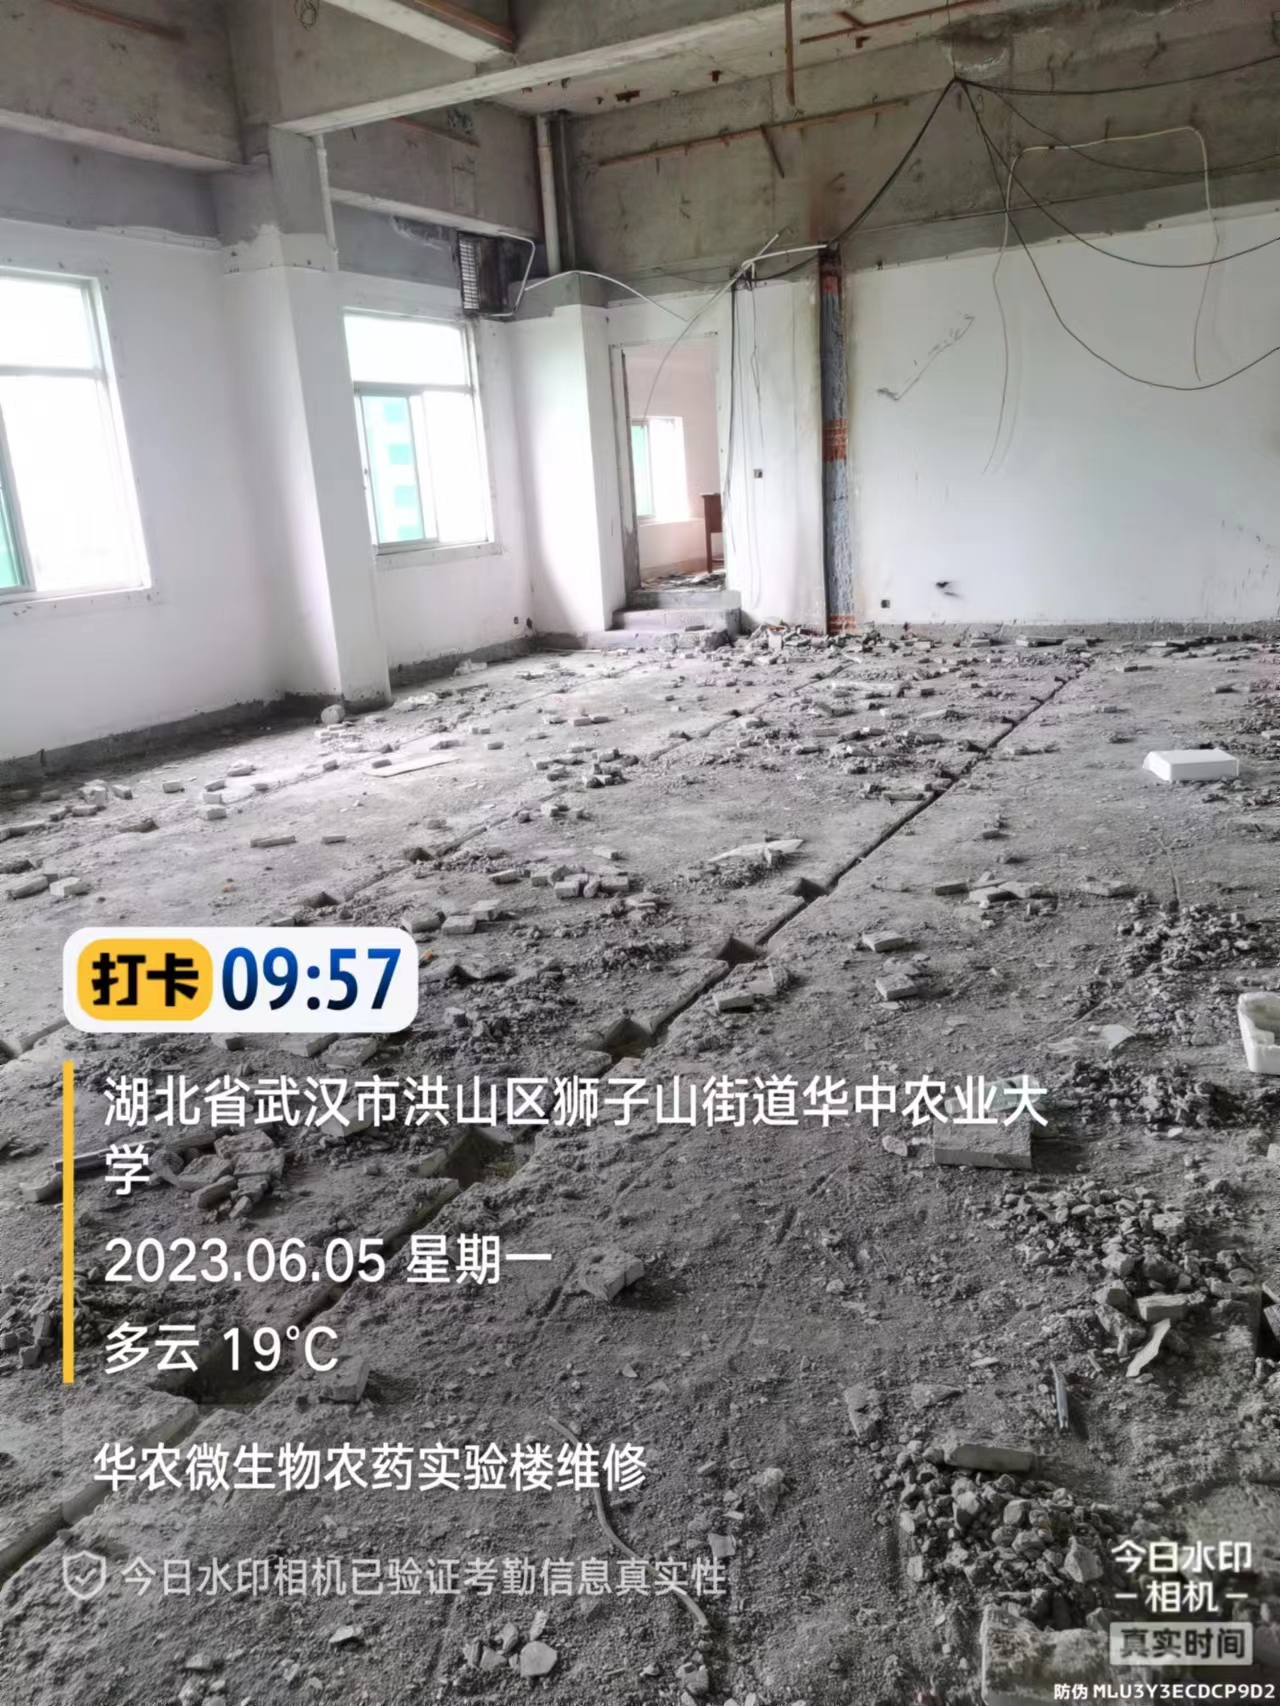 打卡 09:57
湖北省武汉市洪山区狮子山街道华中农业大
学
2023.06.05 星期一
多云 19°C
华农微生物农药实验楼维修
今日水印相机已验证考勤信息真实性
今日水印
相机
真实时间
防伪 MLU3Y3ECDCP9D2